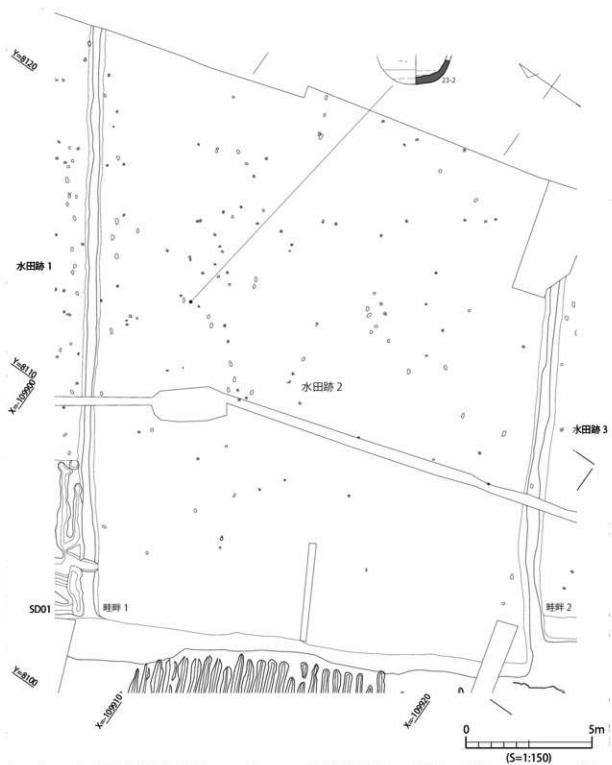 Y=8120
23-2
水田跡 1
Y=8110
X=-109900
水田跡 2
水田跡 3
SD01
畦畔 1
畦畔 2
Y=8100
X=-109910
X=-109920
0 5m
(S=1:150)